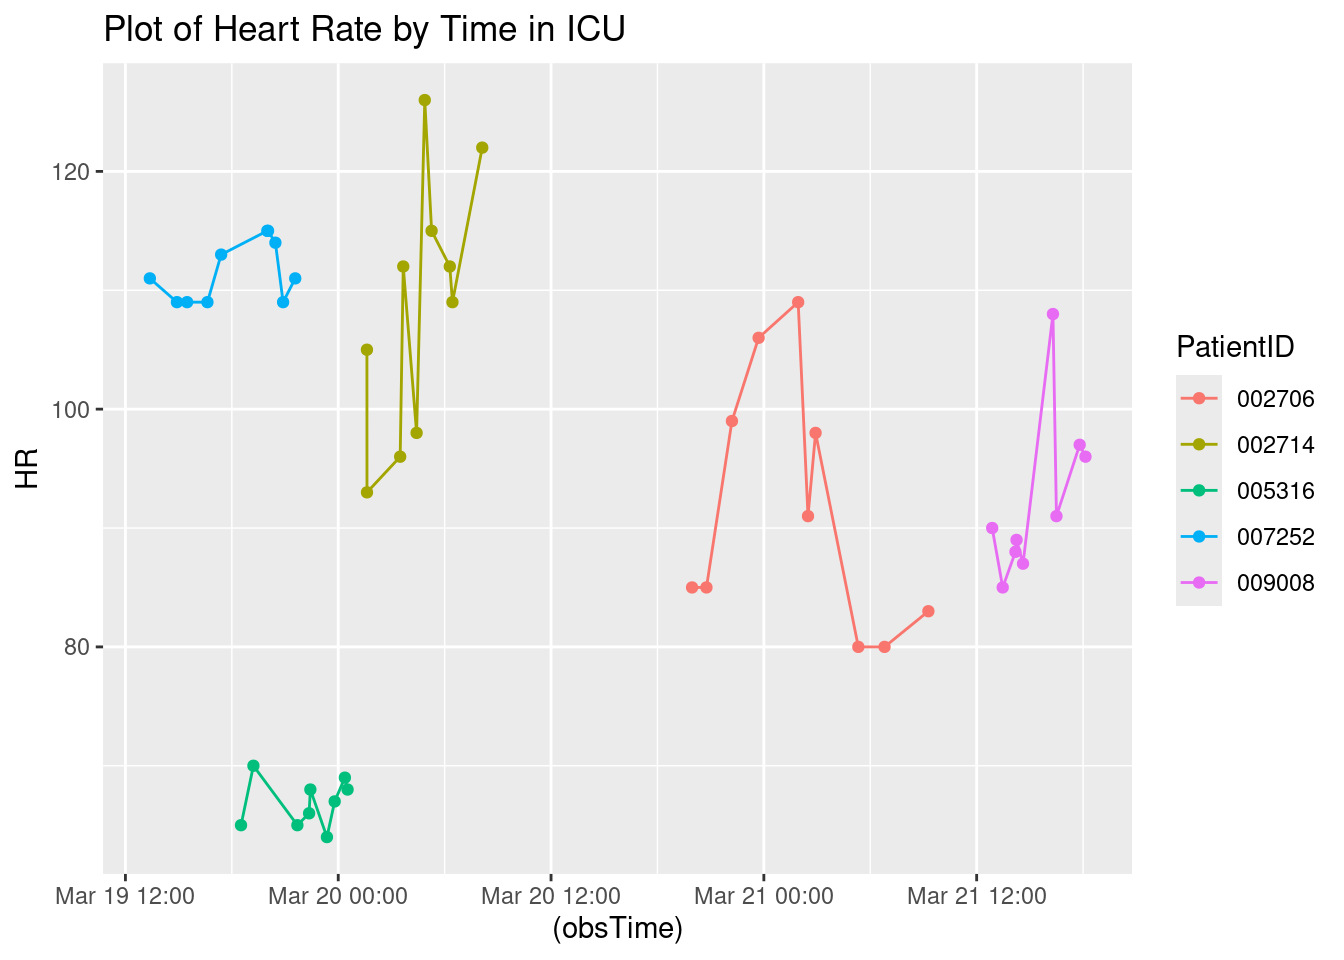 Plot of Heart Rate by Time in ICU
120
100
80
HR
Mar 19 12:00
Mar 20 00:00
Mar 20 12:00
Mar 21 00:00
Mar 21 12:00
(obsTime)
PatientID
002706
002714
005316
007252
009008